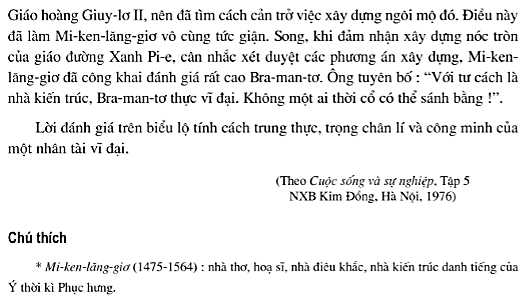 Giáo hoàng Giuy-lơ II, nên đã tìm cách cản trở việc xây dựng ngôi mộ đó. Điều này
đã làm Mi-ken-lăng-giơ vô cùng tức giận. Song, khi đảm nhận xây dựng nóc tròn
của giáo đường Xanh Pi-e, cân nhắc xét duyệt các phương án xây dựng, Mi-ken-
lăng-giơ đã công khai đánh giá rất cao Bra-man-tơ. Ông tuyên bố : “Với tư cách là
nhà kiến trúc, Bra-man-tơ thực vĩ đại. Không một ai thời cổ có thể sánh bằng !”.
Lời đánh giá trên biểu lộ tính cách trung thực, trọng chân lí và công minh của
một nhân tài vĩ đại.
(Theo Cuộc sống và sự nghiệp, Tập 5
NXB Kim Đồng, Hà Nội, 1976)
Chú thích
* Mi-ken-lăng-giơ (1475-1564) : nhà thơ, hoạ sĩ, nhà điêu khắc, nhà kiến trúc danh tiếng của
Ý thời kì Phục hưng.